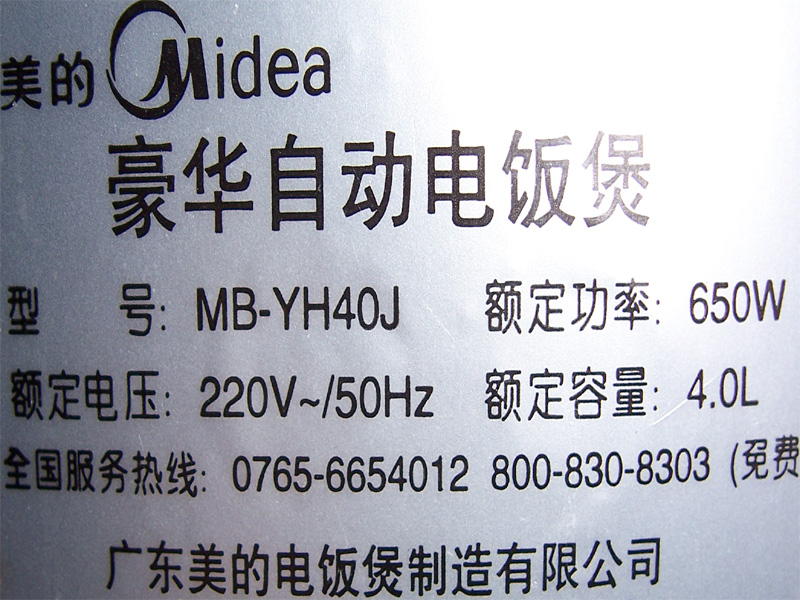 美的 Midea
豪华自动电饭煲
型 号: MB-YH40J 额定功率: 650W
额定电压: 220V~/50Hz 额定容量: 4.0L
全国服务热线: 0765-6654012 800-830-8303 (免费
广东美的电饭煲制造有限公司